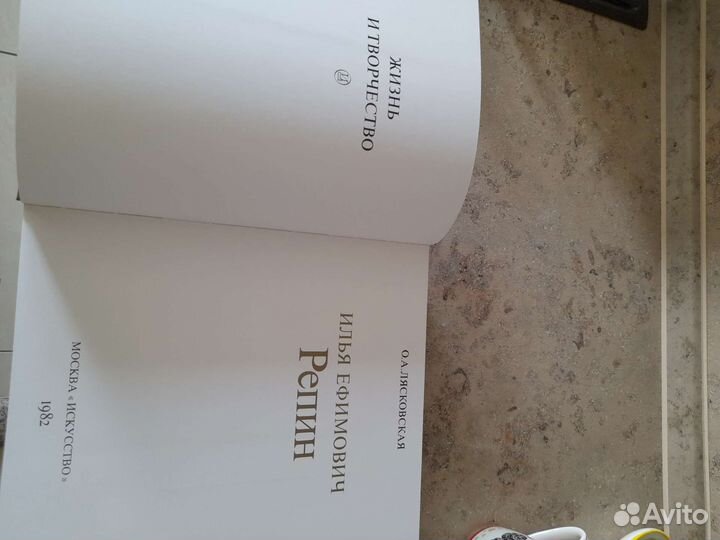 ЖИЗНЬ
И ТВОРЧЕСТВО
О.А.ЛЯСКОВСКАЯ
ИЛЬЯ ЕФИМОВИЧ
РЕПИН
МОСКВА «ИСКУССТВО»
1982
Avito